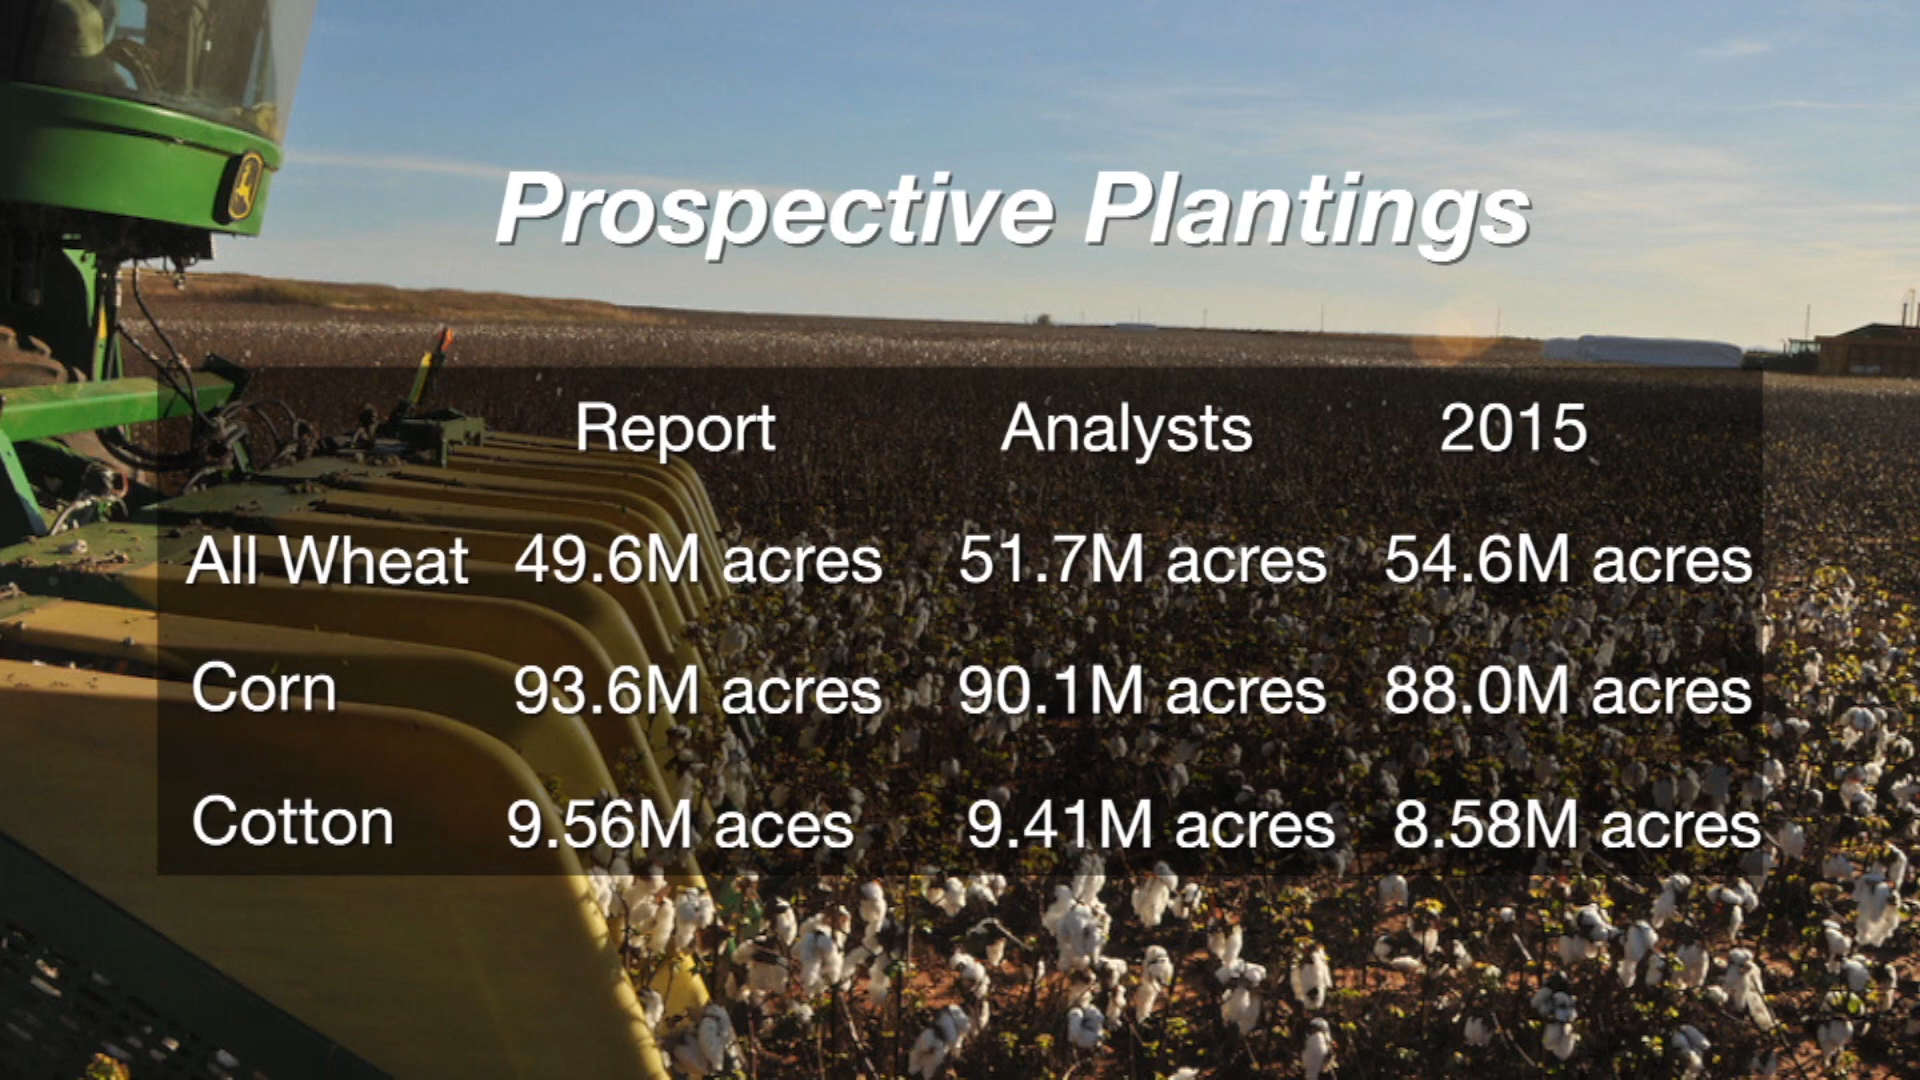 Prospective Plantings
Report Analysts 2015
All Wheat 49.6M acres 51.7M acres 54.6M acres
Corn 93.6M acres 90.1M acres 88.0M acres
Cotton 9.56M aces 9.41M acres 8.58M acres